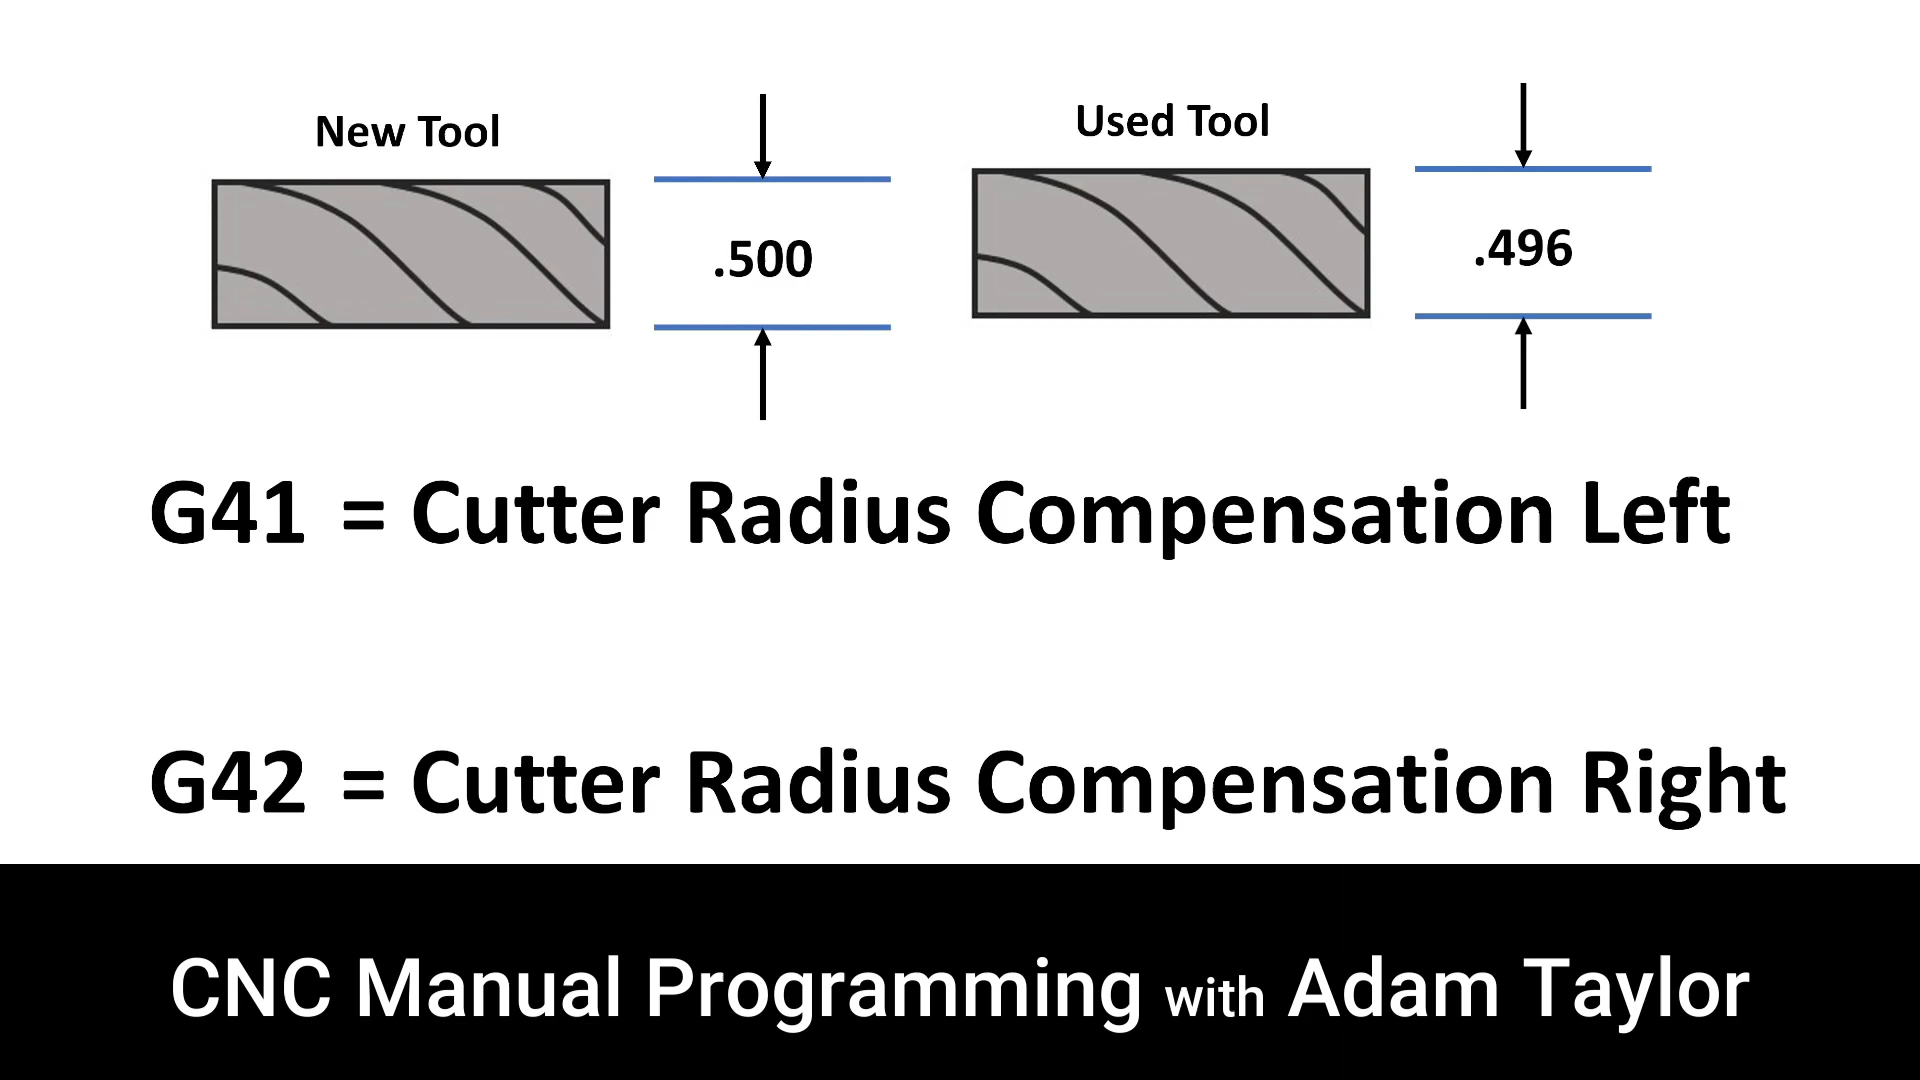 New Tool
Used Tool
.500
.496
G41 = Cutter Radius Compensation Left
G42 = Cutter Radius Compensation Right
CNC Manual Programming with Adam Taylor